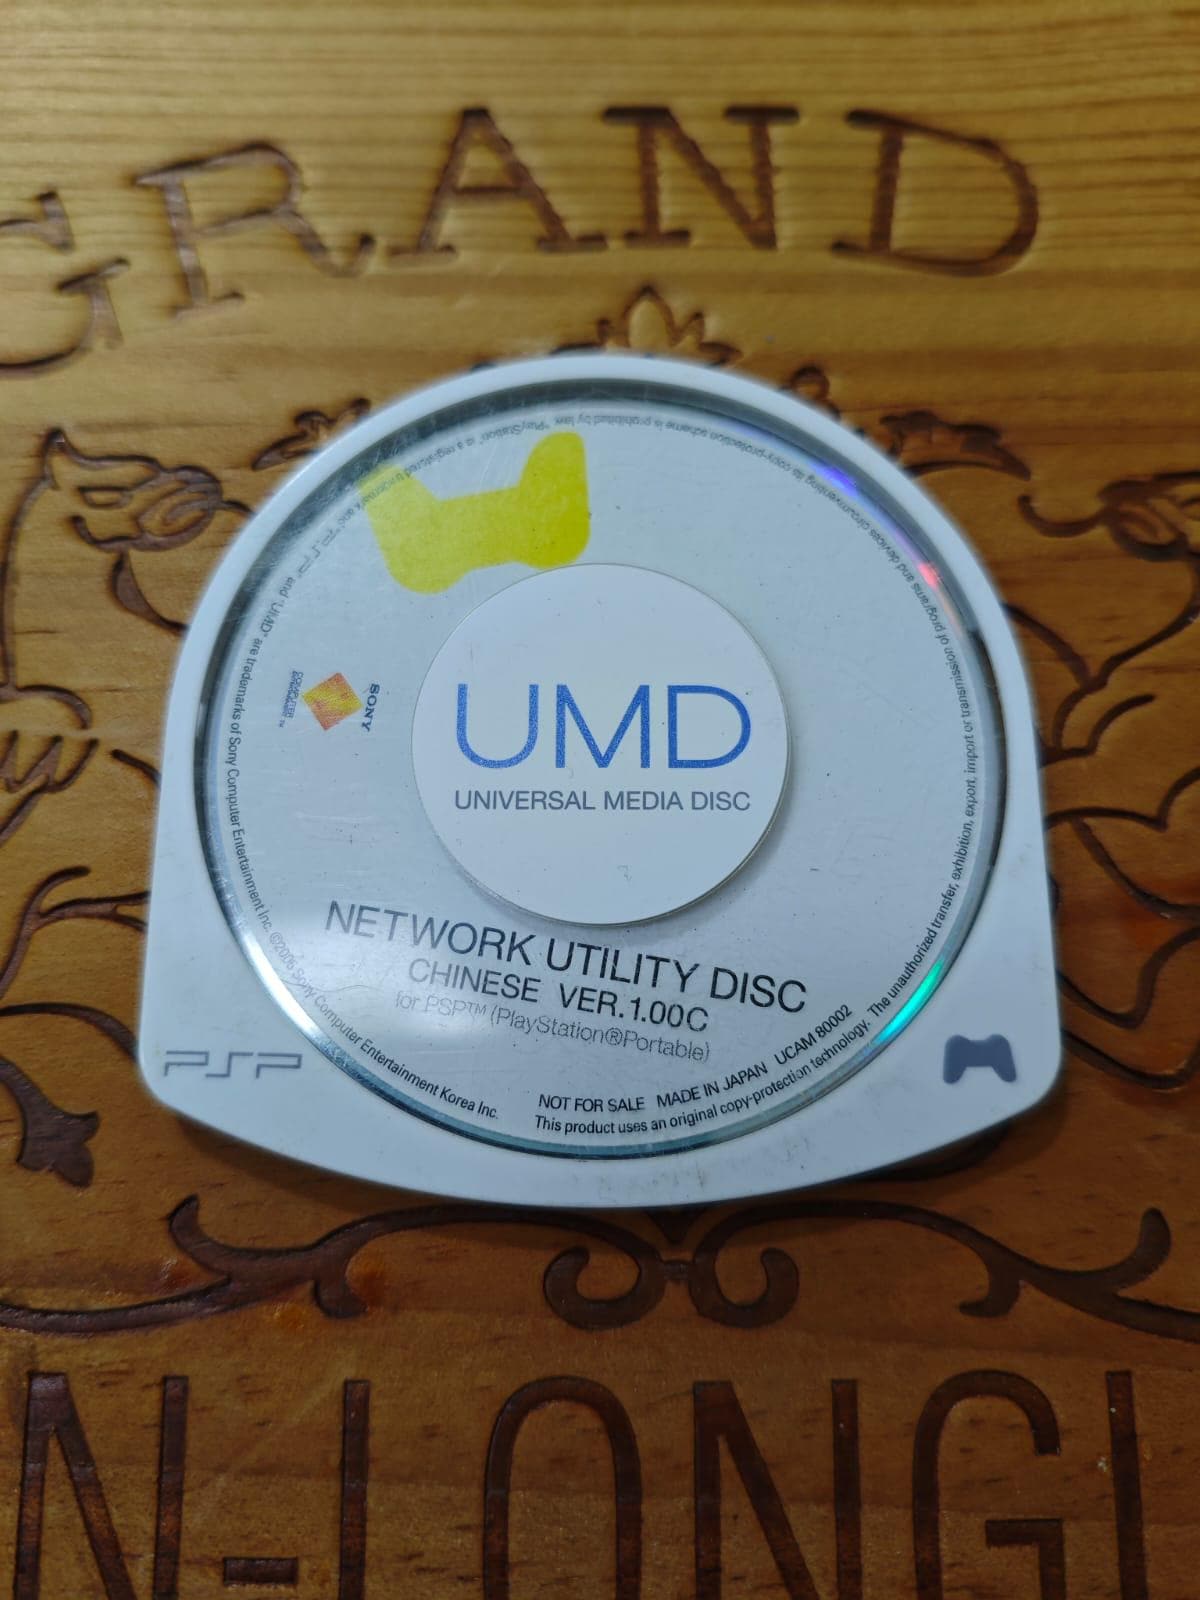 GRAND
UMD
UNIVERSAL MEDIA DISC
SONY
COMPUTER
ENTERTAINMENT
NETWORK UTILITY DISC
CHINESE VER.1.00C
for PSP™ (PlayStation®Portable)
NOT FOR SALE MADE IN JAPAN UCAM 80002
This product uses an original copy-protection technology. The unauthorized transfer, exhibition, export, import or transmission of programs and devices circumventing its copy-protection scheme is prohibited by law. "PlayStation" is a registered trademark and "PSP" and "UMD" are trademarks of Sony Computer Entertainment Inc. ©2006 Sony Computer Entertainment Korea Inc.
PSP
N-LONGL